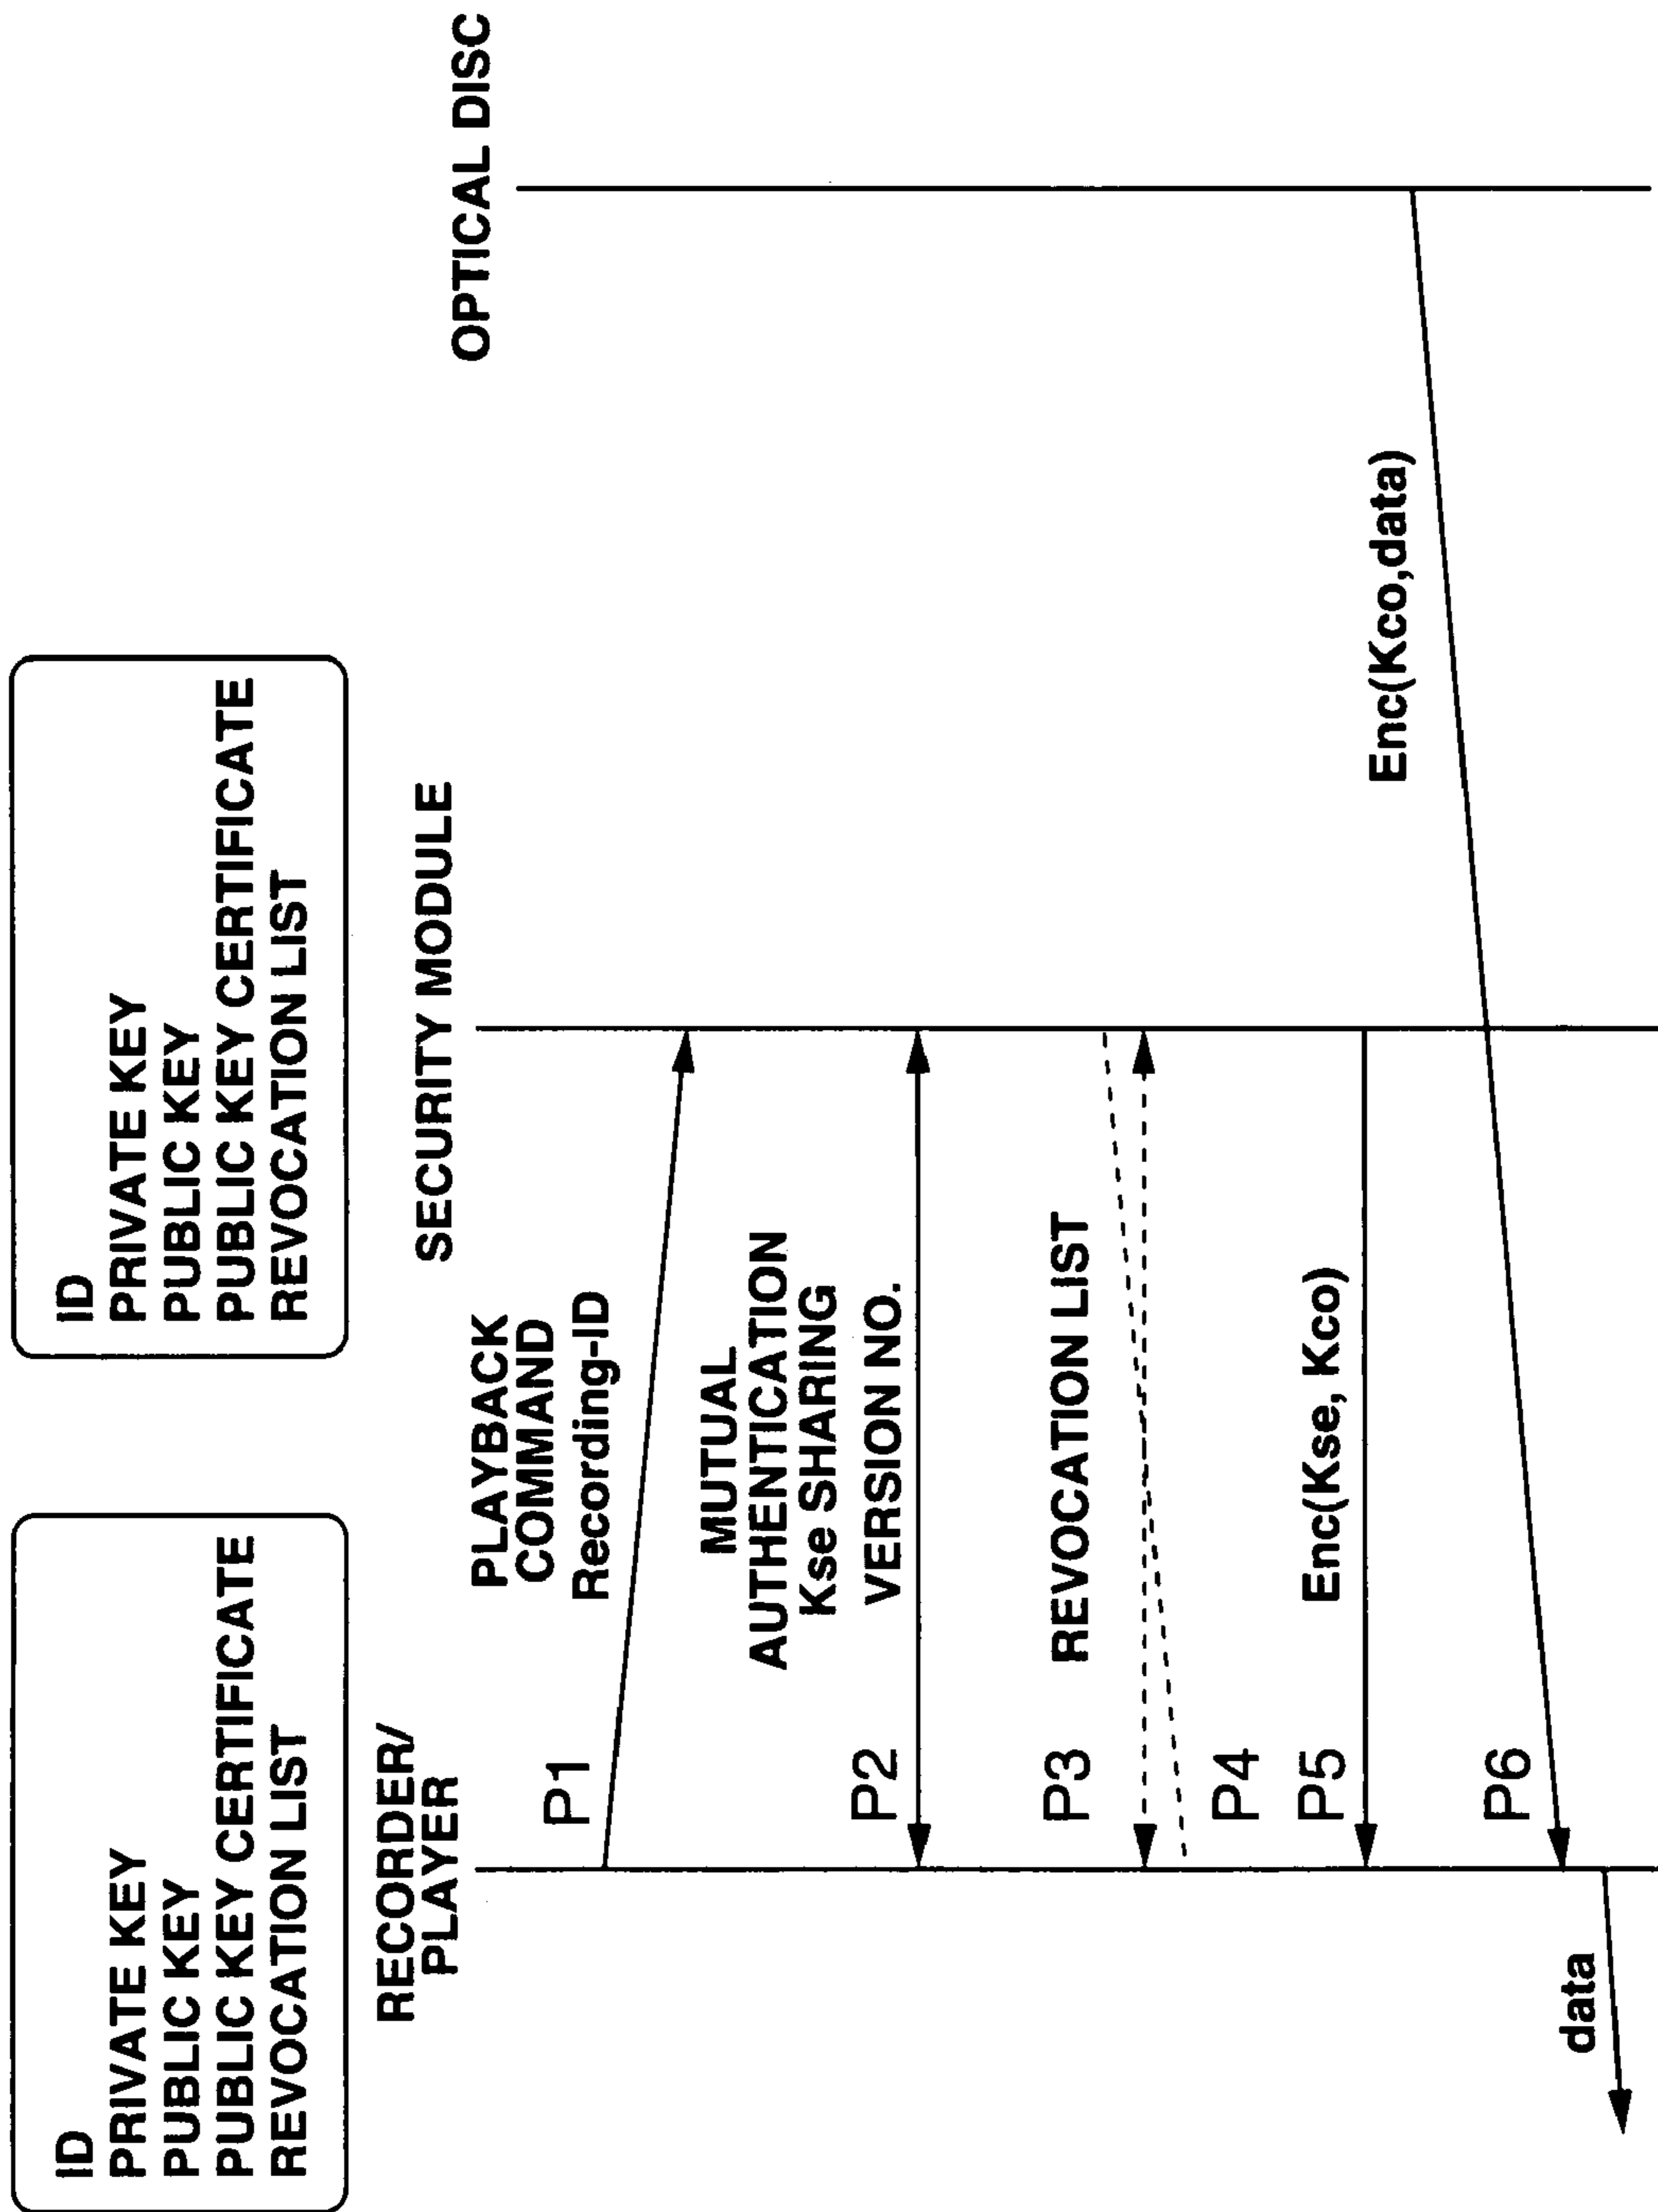 ID
PRIVATE KEY
PUBLIC KEY
PUBLIC KEY CERTIFICATE
REVOCATION LIST
ID
PRIVATE KEY
PUBLIC KEY
PUBLIC KEY CERTIFICATE
REVOCATION LIST
RECORDER/
PLAYER
SECURITY MODULE
OPTICAL DISC
PLAYBACK
COMMAND
Recording-ID
P1
MUTUAL
AUTHENTICATION
Kse SHARING
VERSION NO.
P2
REVOCATION LIST
P3
P4
Enc(Kse, Kco)
P5
Enc(Kco,data)
P6
data